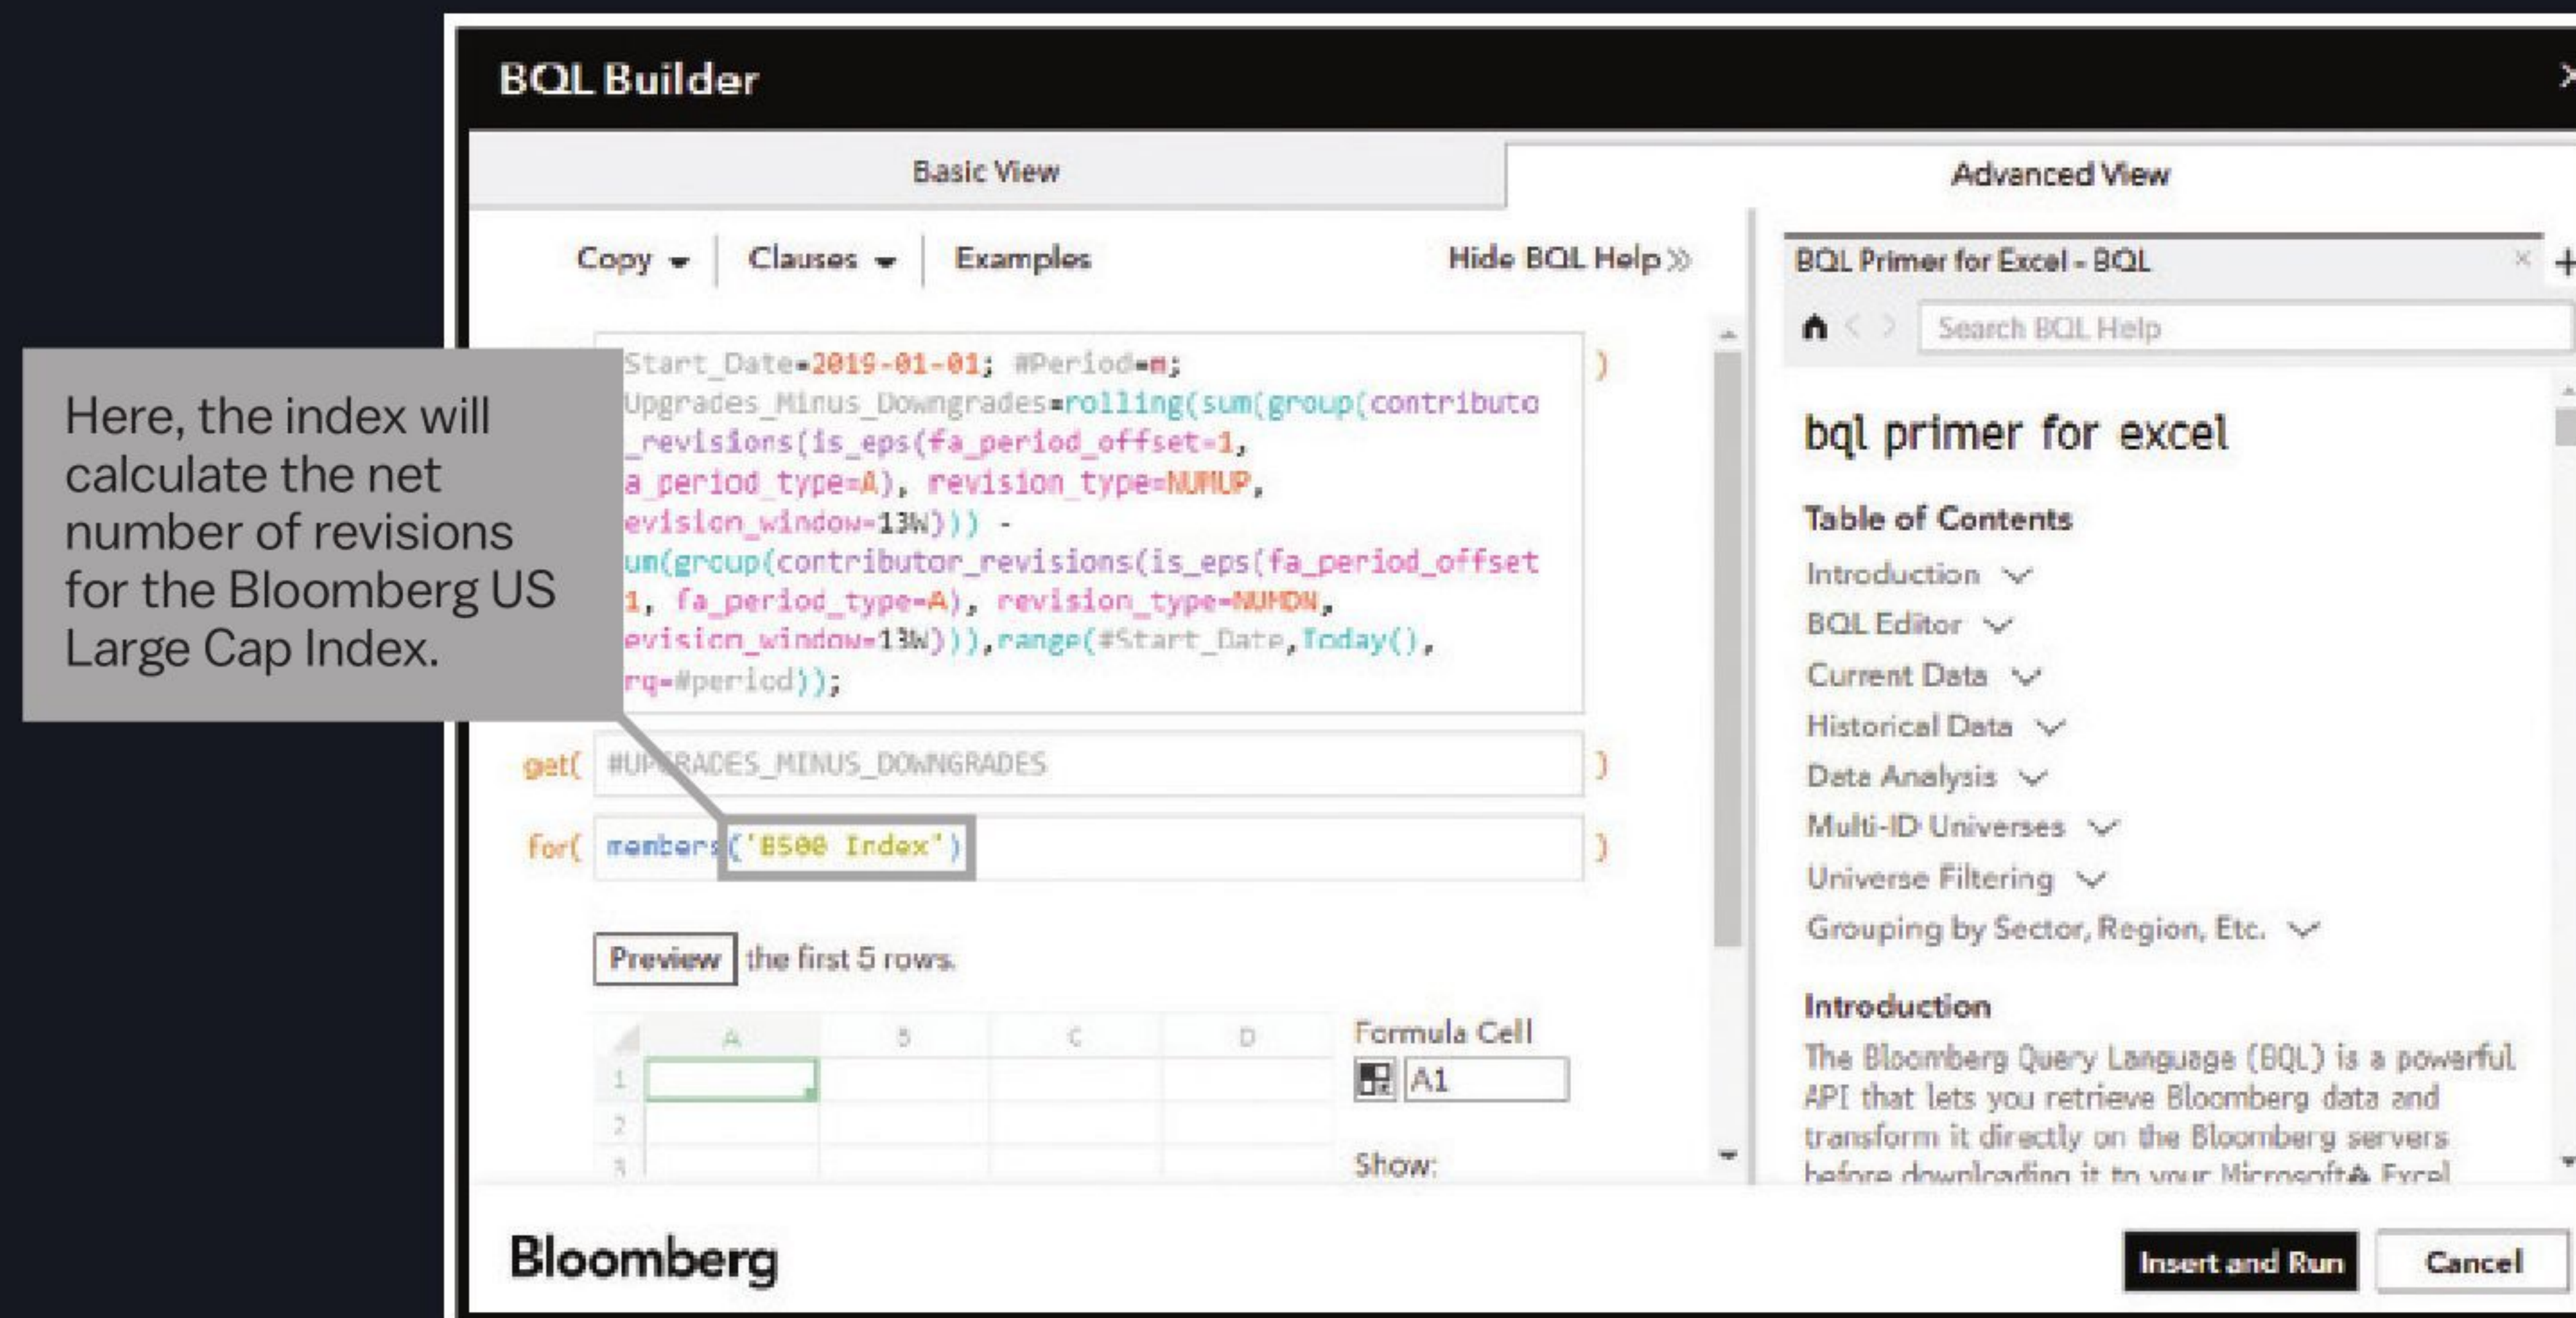 BQL Builder
Basic View
Advanced View
Copy
Clauses
Examples
Hide BQL Help
Here, the index will
calculate the net
number of revisions
for the Bloomberg US
Large Cap Index.
Start_Date=2019-01-01; #Period=m;
Upgrades_Minus_Downgrades=rolling(sum(group(contributo
_revisions(is_eps(fa_period_offset=1,
a_period_type=A), revision_type=NUMUP,
evision_window=13W))) -
um(group(contributor_revisions(is_eps(fa_period_offset
1, fa_period_type=A), revision_type=NUMDN,
evision_window=13W))),range(#Start_Date,Today(),
rq=#period)); )
get( #UPGRADES_MINUS_DOWNGRADES )
for( members('B500 Index') )
Preview the first 5 rows.
A B C D
1
2
3
Formula Cell
A1
Show:
BQL Primer for Excel - BQL × +
Search BQL Help
bql primer for excel
Table of Contents
Introduction
BQL Editor
Current Data
Historical Data
Data Analysis
Multi-ID Universes
Universe Filtering
Grouping by Sector, Region, Etc.
Introduction
The Bloomberg Query Language (BQL) is a powerful
API that lets you retrieve Bloomberg data and
transform it directly on the Bloomberg servers
before downloading it to your Microsoft& Excel
Bloomberg
Insert and Run
Cancel